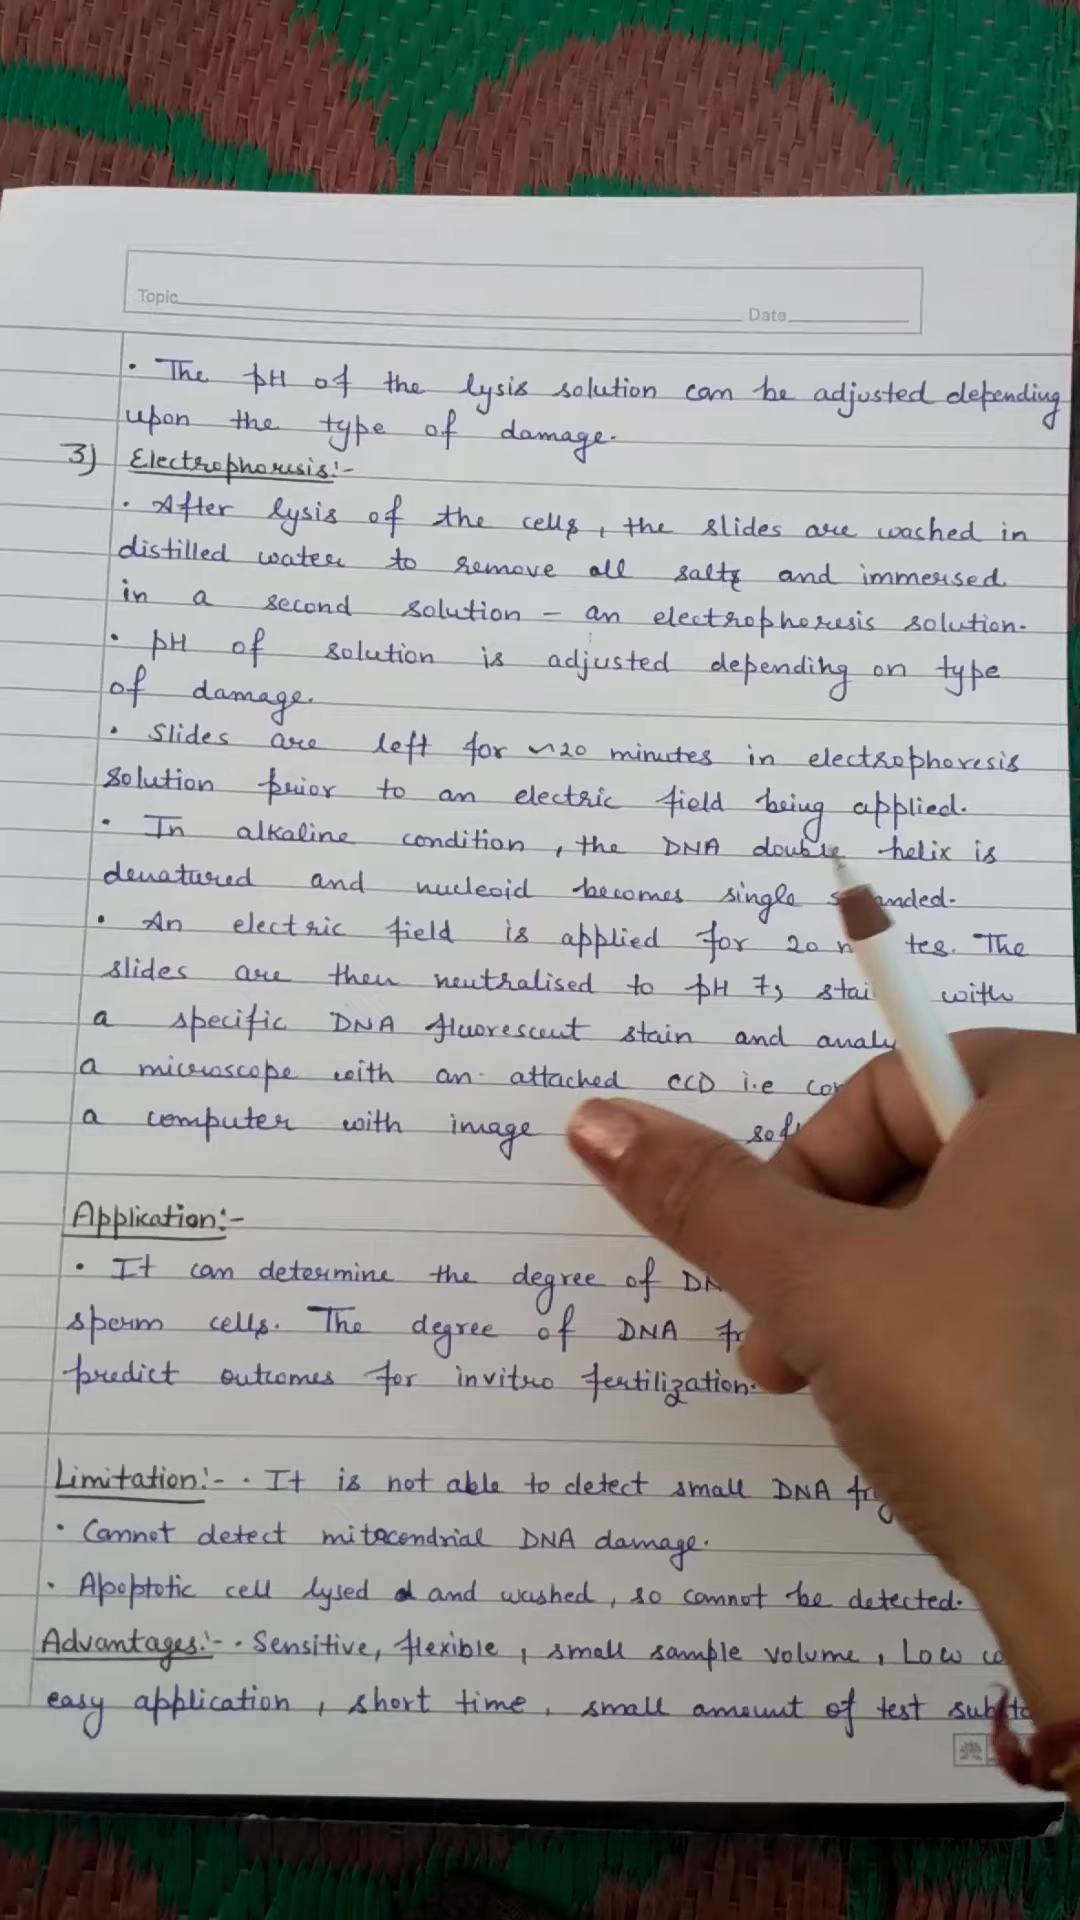 Topic
Date
• The pH of the lysis solution can be adjusted depending
upon the type of damage.
3) Electrophoresis:-
• After lysis of the cells, the slides are washed in
distilled water to remove all salts and immersed
in a second solution – an electrophoresis solution.
• pH of solution is adjusted depending on type
of damage.
• Slides are left for ~20 minutes in electrophoresis
solution prior to an electric field being applied.
• In alkaline condition, the DNA double helix is
denatured and nucleoid becomes single
• An electric field is applied for 20 The
slides are then neutralised to pH 7, with
a specific DNA fluorescent stain and
a microscope with an attached CCD i.e
a computer with image
Application:-
• It can determine the degree of
sperm cells. The degree of DNA
predict outcomes for invitro fertilization.
Limitation:- • It is not able to detect small DNA
• Cannot detect mitocondrial DNA damage.
• Apoptotic cell lysed and washed, so cannot be detected.
Advantages:- • Sensitive, flexible, small sample volume, Low
easy application, short time, small amount of test